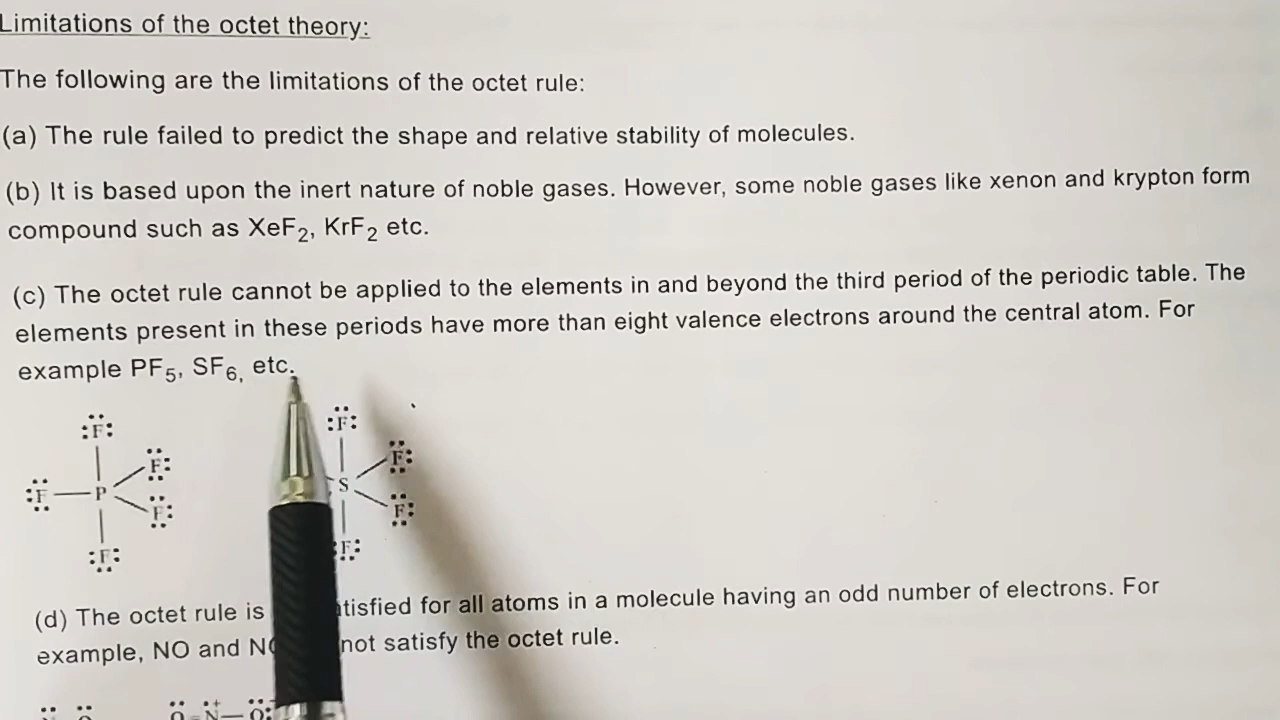 Limitations of the octet theory:
The following are the limitations of the octet rule:
(a) The rule failed to predict the shape and relative stability of molecules.
(b) It is based upon the inert nature of noble gases. However, some noble gases like xenon and krypton form
compound such as XeF2, KrF2 etc.
(c) The octet rule cannot be applied to the elements in and beyond the third period of the periodic table. The
elements present in these periods have more than eight valence electrons around the central atom. For
example PF5, SF6, etc.
:F: :F:
F: F:
:F P S
F: F:
:F: F:
(d) The octet rule is tisfied for all atoms in a molecule having an odd number of electrons. For
example, NO and N not satisfy the octet rule.
O N O: